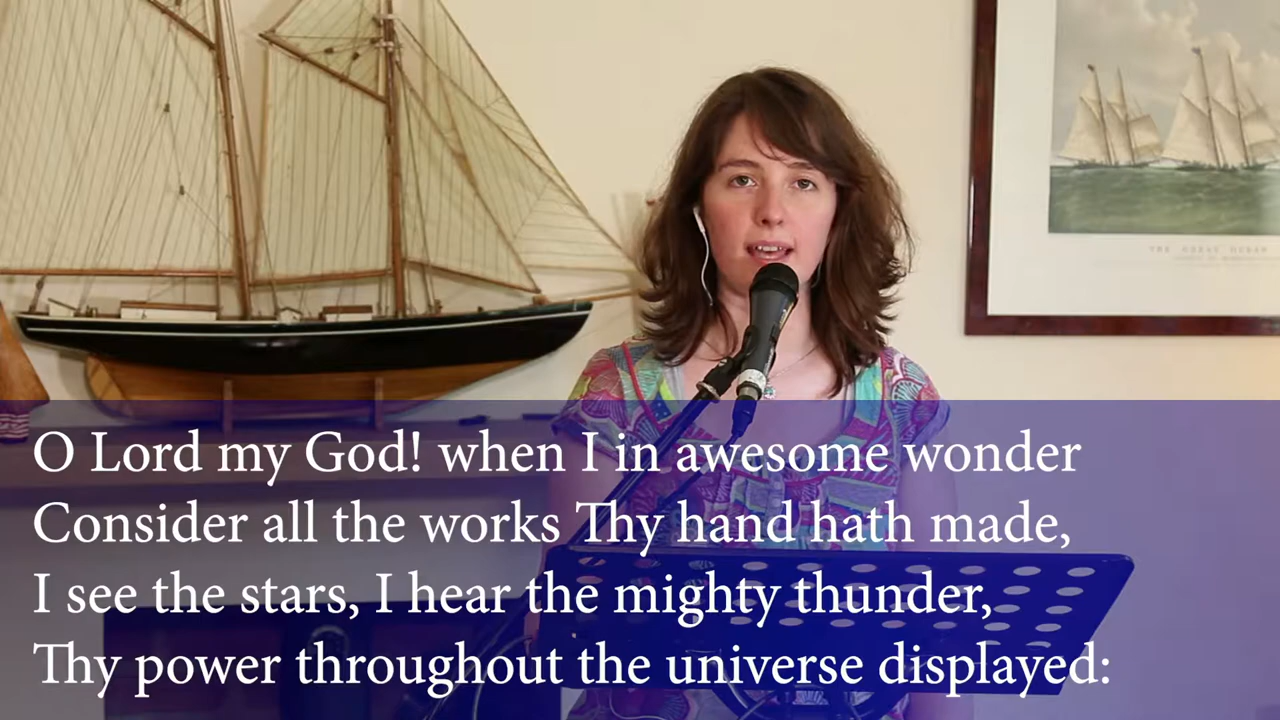 O Lord my God! when I in awesome wonder
Consider all the works Thy hand hath made,
I see the stars, I hear the mighty thunder,
Thy power throughout the universe displayed: